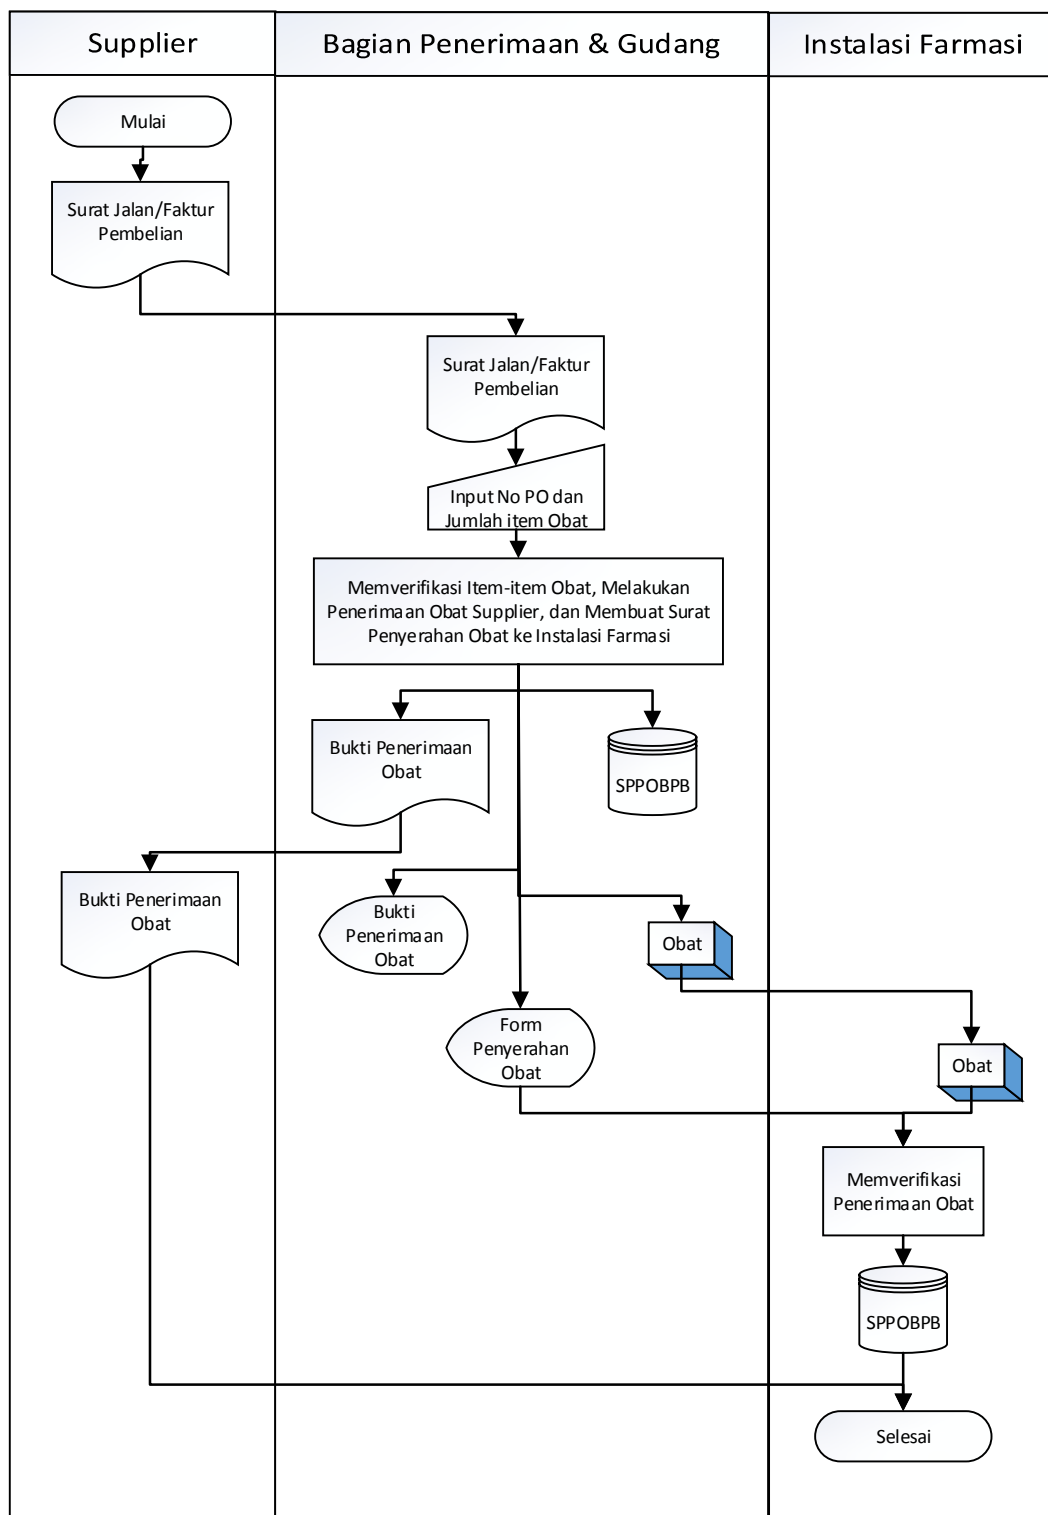 Supplier
Bagian Penerimaan & Gudang
Instalasi Farmasi
Mulai
Surat Jalan/Faktur
Pembelian
Surat Jalan/Faktur
Pembelian
Input No PO dan
Jumlah item Obat
Memverifikasi Item-item Obat, Melakukan
Penerimaan Obat Supplier, dan Membuat Surat
Penyerahan Obat ke Instalasi Farmasi
Bukti Penerimaan
Obat
SPPOBPB
Bukti Penerimaan
Obat
Bukti
Penerimaan
Obat
Obat
Form
Penyerahan
Obat
Obat
Memverifikasi
Penerimaan Obat
SPPOBPB
Selesai